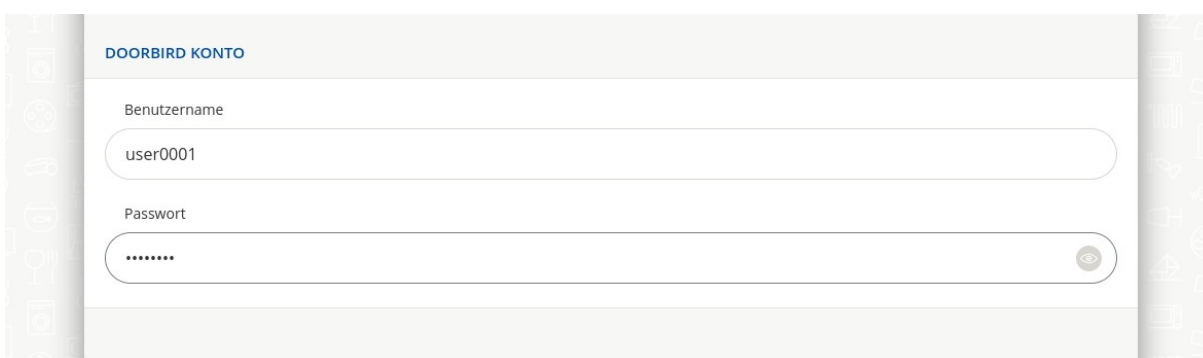 DOORBIRD KONTO
Benutzername
user0001
Passwort
••••••••